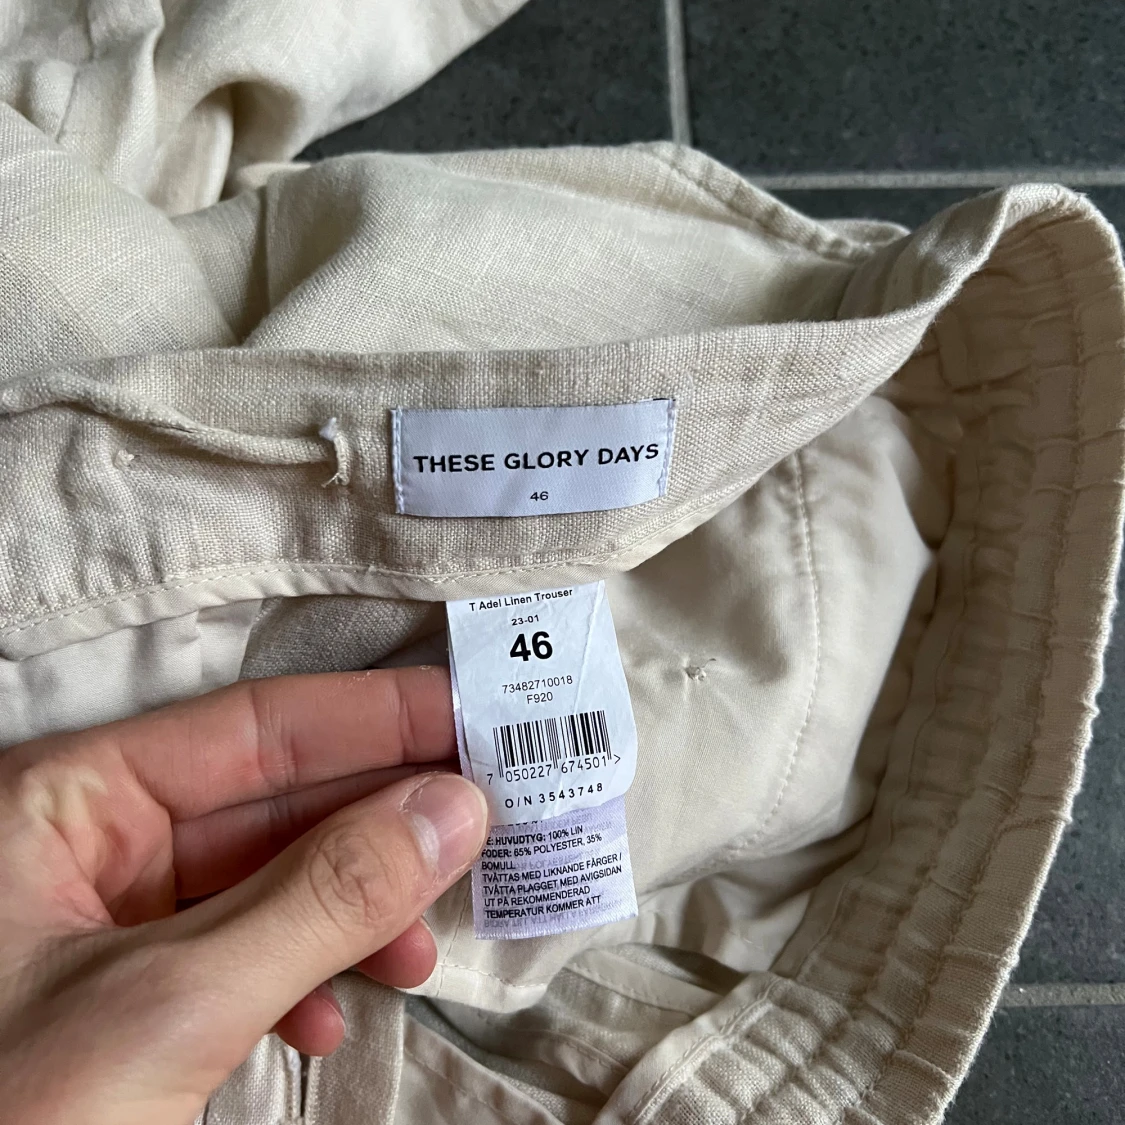 THESE GLORY DAYS
46
T Adel Linen Trouser
23-01
46
73482710018
F920
7 050227 674501 >
O/N 3543748
E: HUVUDTYG: 100% LIN
FODER: 65% POLYESTER, 35%
BOMULL
TVÄTTAS MED LIKNANDE FÄRGER /
TVÄTTA PLAGGET MED AVIGSIDAN
UT PÅ REKOMMENDERAD
TEMPERATUR KOMMER ATT